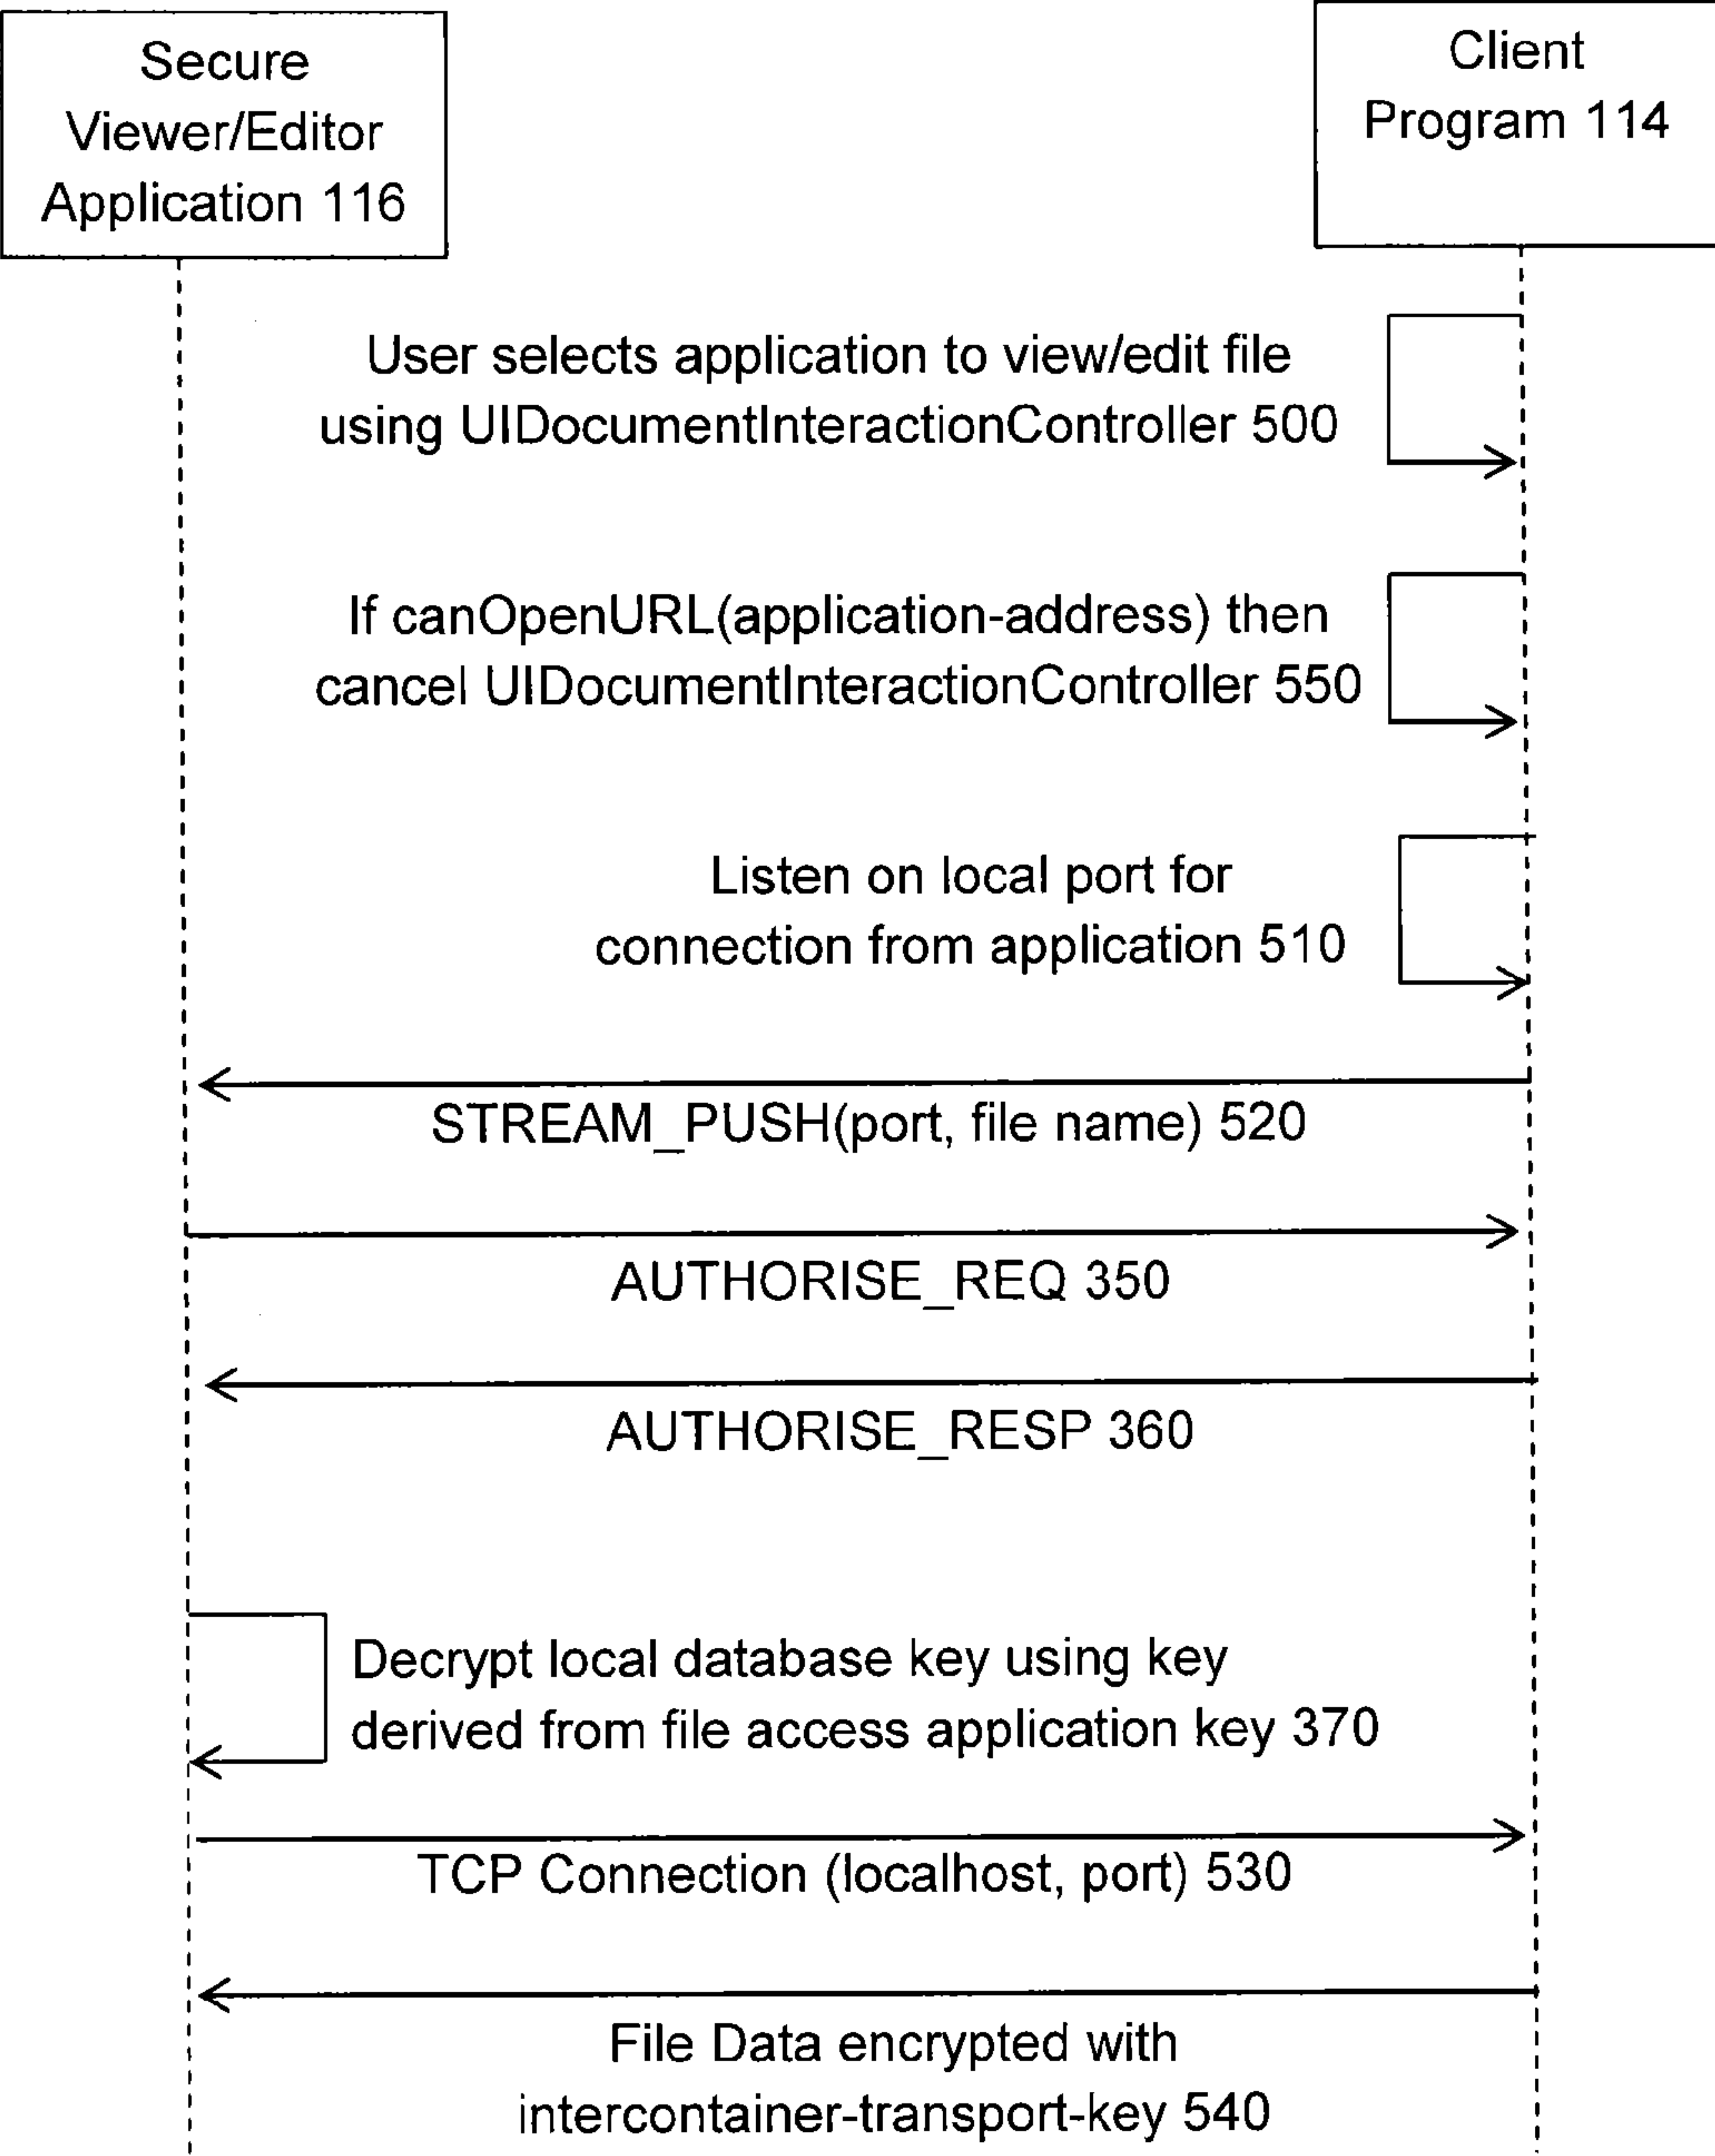 Secure
Viewer/Editor
Application 116
Client
Program 114
User selects application to view/edit file
using UIDocumentInteractionController 500
If canOpenURL(application-address) then
cancel UIDocumentInteractionController 550
Listen on local port for
connection from application 510
STREAM_PUSH(port, file name) 520
AUTHORISE_REQ 350
AUTHORISE_RESP 360
Decrypt local database key using key
derived from file access application key 370
TCP Connection (localhost, port) 530
File Data encrypted with
intercontainer-transport-key 540